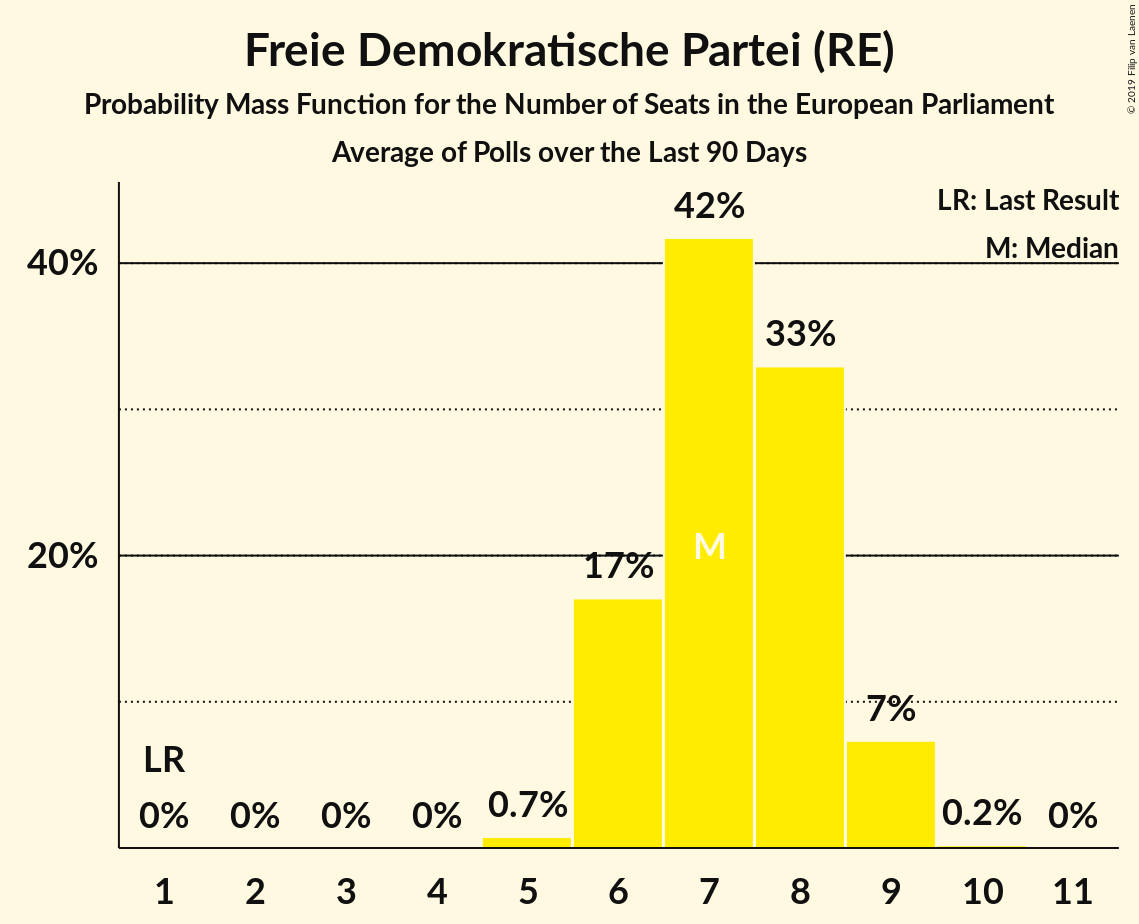 Freie Demokratische Partei (RE)
Probability Mass Function for the Number of Seats in the European Parliament
Average of Polls over the Last 90 Days
© 2019 Filip van Laenen
LR: Last Result
M: Median
42%
40%
33%
20%
17%
M
7%
LR
0% 0% 0% 0% 0.7% 0.2% 0%
1 2 3 4 5 6 7 8 9 10 11